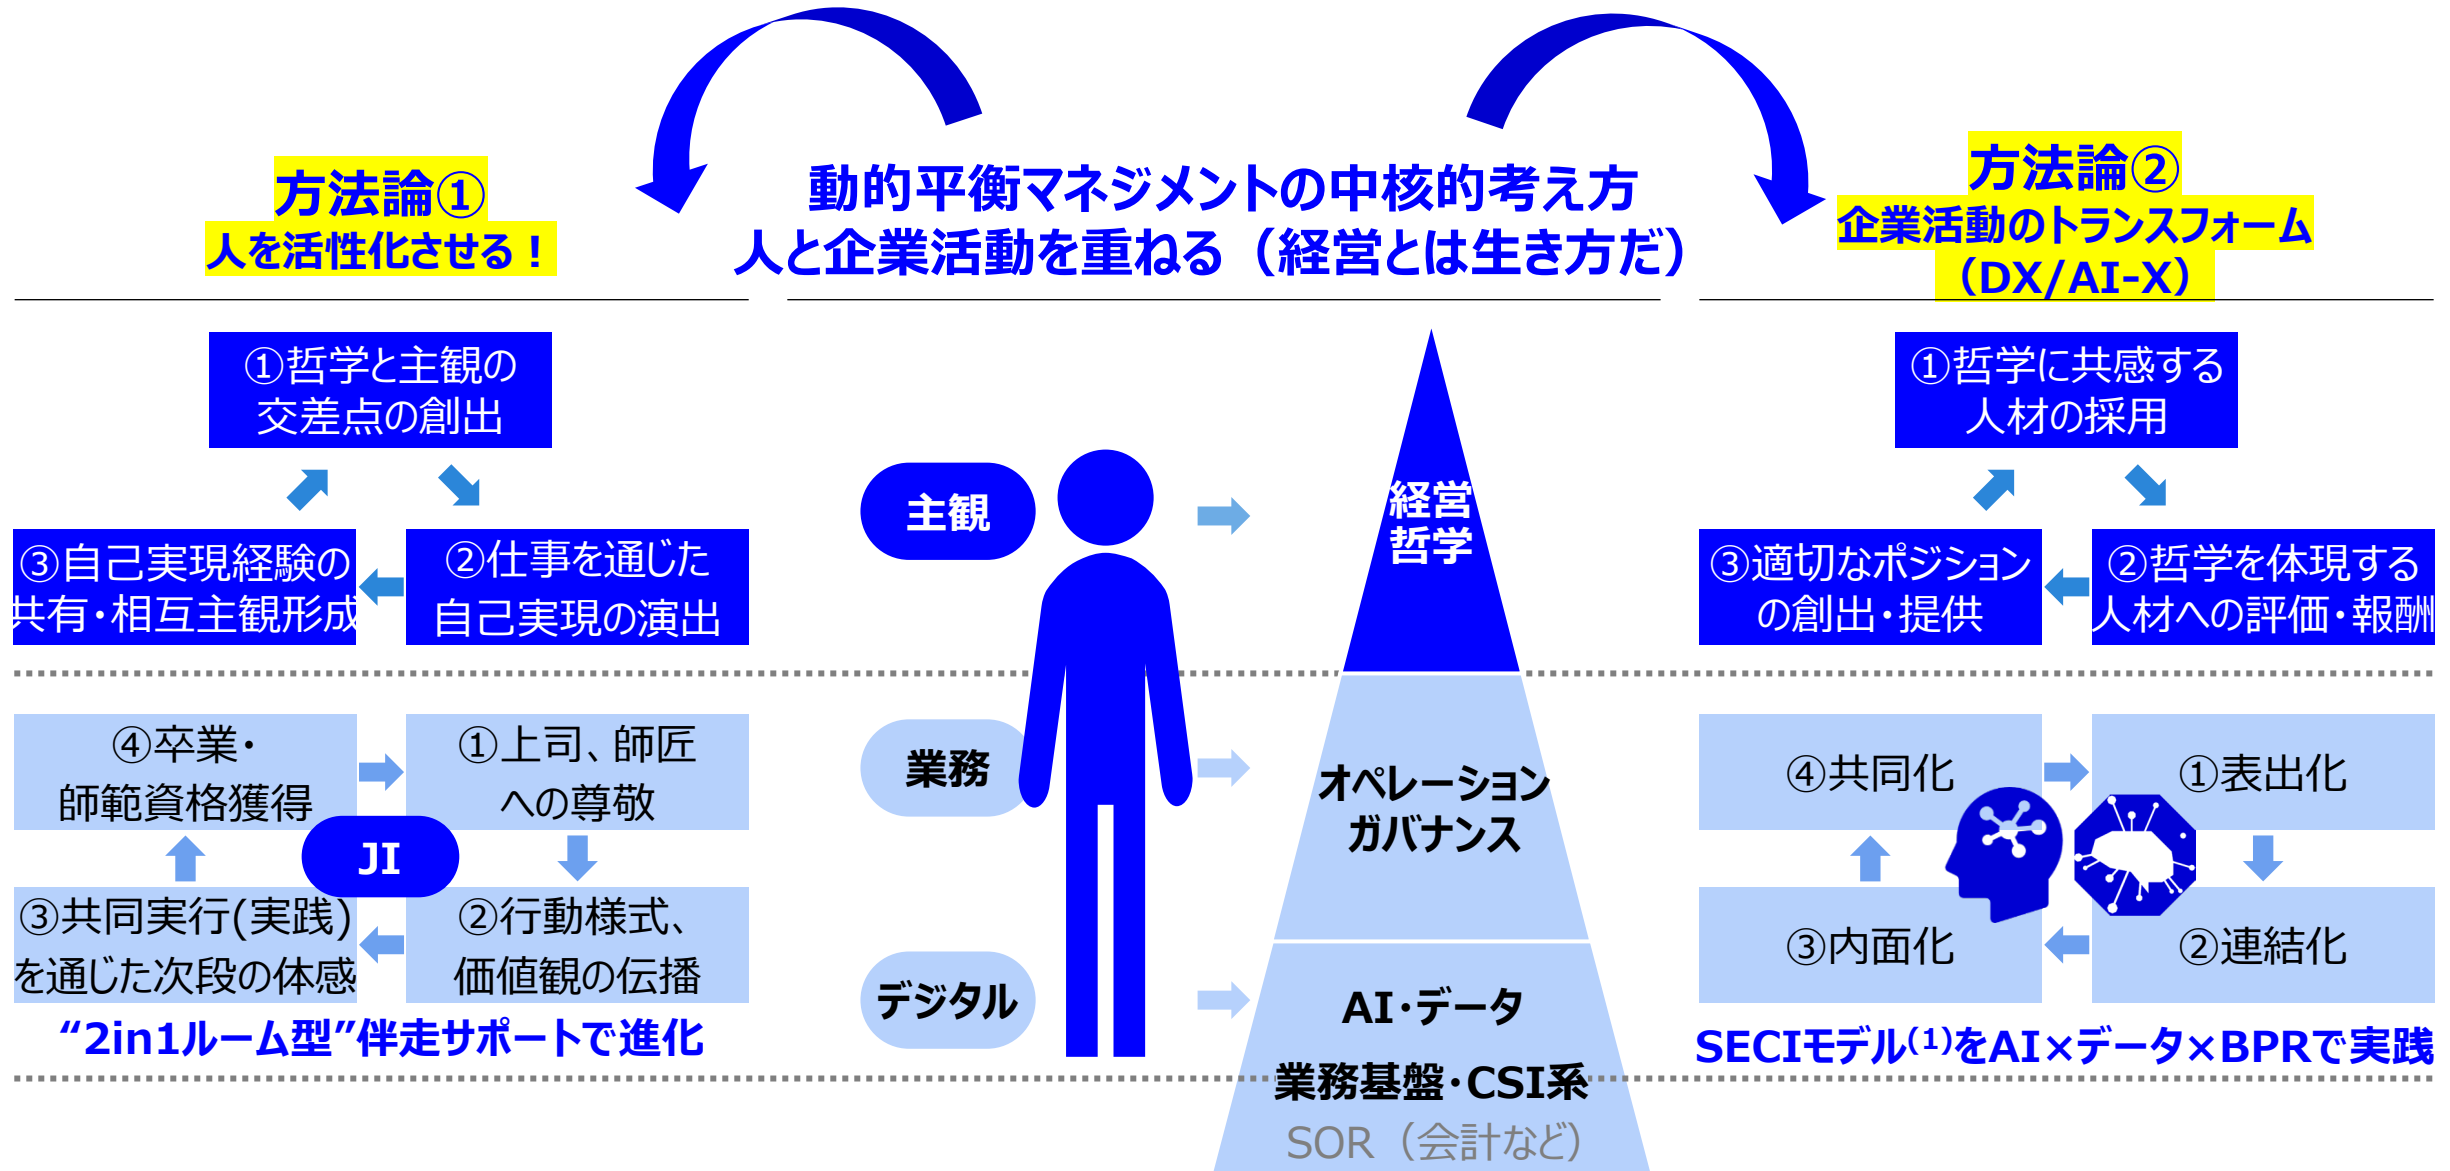 方法論①
人を活性化させる！
動的平衡マネジメントの中核的考え方
人と企業活動を重ねる（経営とは生き方だ）
方法論②
企業活動のトランスフォーム
（DX/AI-X）
①哲学と主観の
交差点の創出
③自己実現経験の
共有・相互主観形成
②仕事を通じた
自己実現の演出
④卒業・
師範資格獲得
①上司、師匠
への尊敬
JI
③共同実行(実践)
を通じた次段の体感
②行動様式、
価値観の伝播
“2in1ルーム型”伴走サポートで進化
主観
業務
デジタル
経営
哲学
オペレーション
ガバナンス
AI・データ
業務基盤・CSI系
SOR（会計など）
①哲学に共感する
人材の採用
③適切なポジション
の創出・提供
②哲学を体現する
人材への評価・報酬
④共同化
①表出化
③内面化
②連結化
SECIモデル(1)をAI×データ×BPRで実践